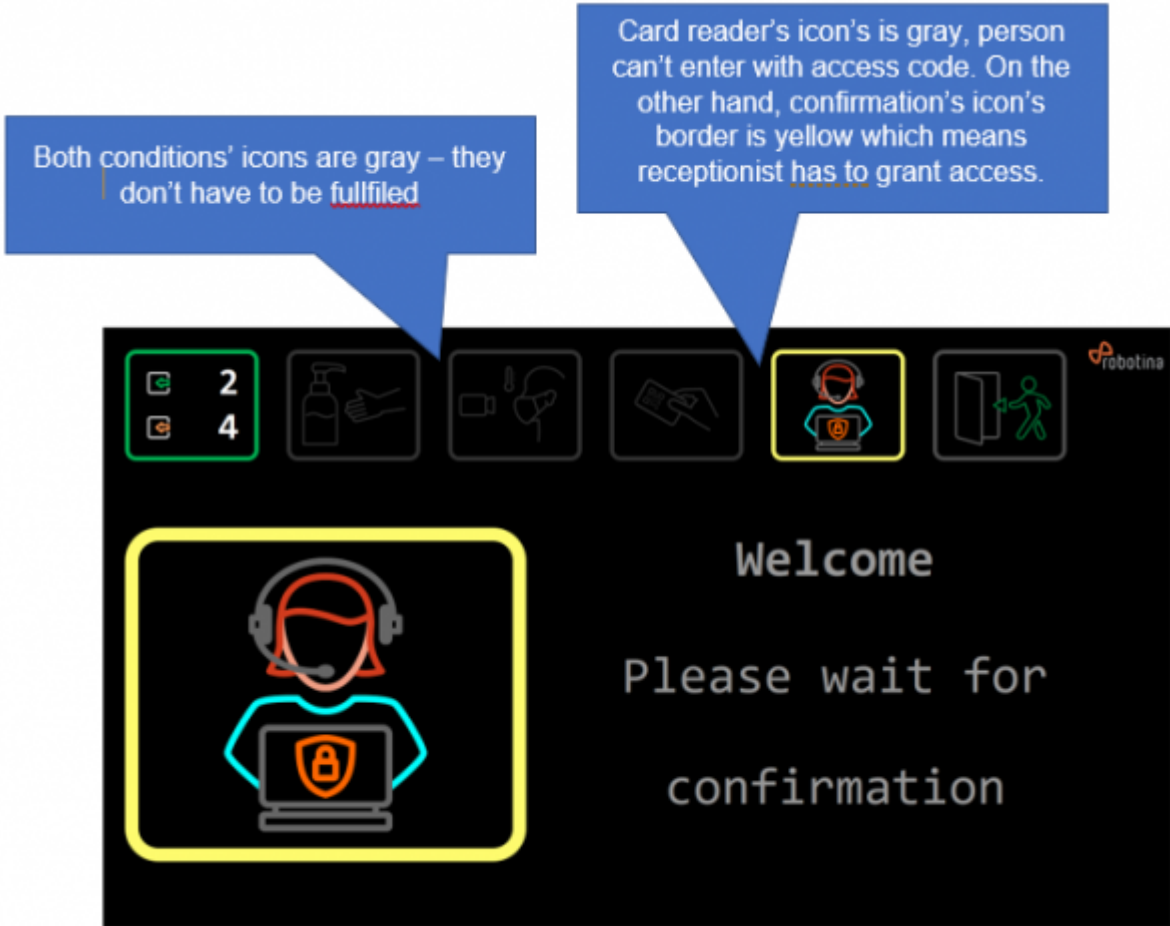 Both conditions' icons are gray – they
don't have to be fullfiled
Card reader's icon's is gray, person
can't enter with access code. On the
other hand, confirmation's icon's
border is yellow which means
receptionist has to grant access.
2
4
robotina
Welcome
Please wait for
confirmation